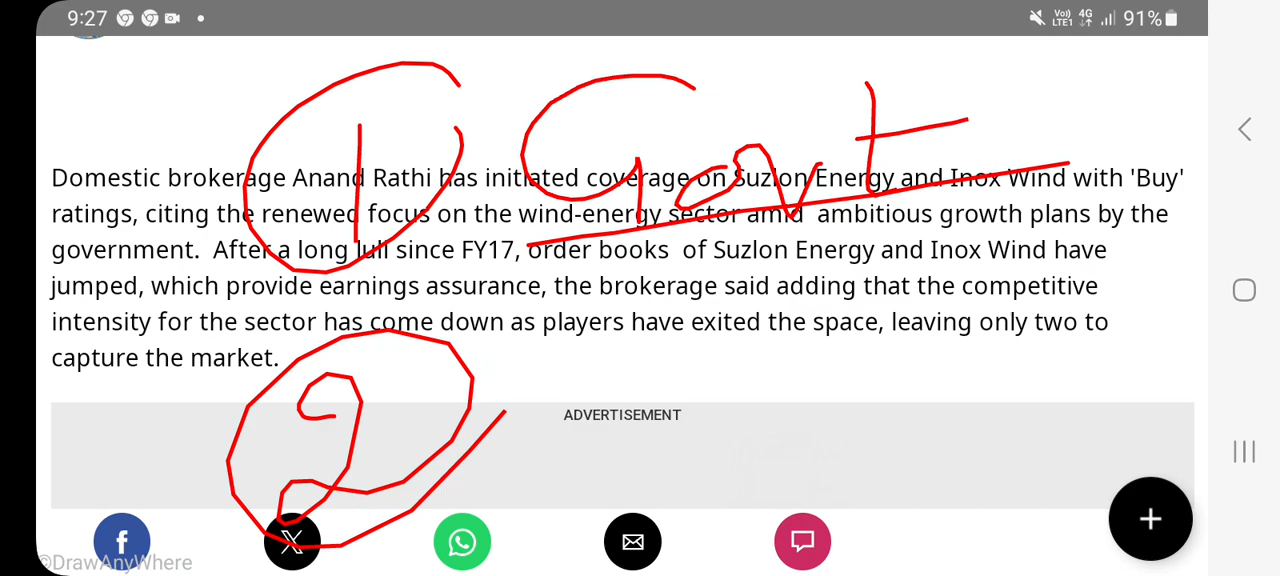 9:27 Vo) LTE1 4G 91%
1 Govt
Domestic brokerage Anand Rathi has initiated coverage on Suzlon Energy and Inox Wind with 'Buy'
ratings, citing the renewed focus on the wind-energy sector amid ambitious growth plans by the
government. After a long lull since FY17, order books of Suzlon Energy and Inox Wind have
jumped, which provide earnings assurance, the brokerage said adding that the competitive
intensity for the sector has come down as players have exited the space, leaving only two to
capture the market.
2
ADVERTISEMENT
©DrawAnyWhere